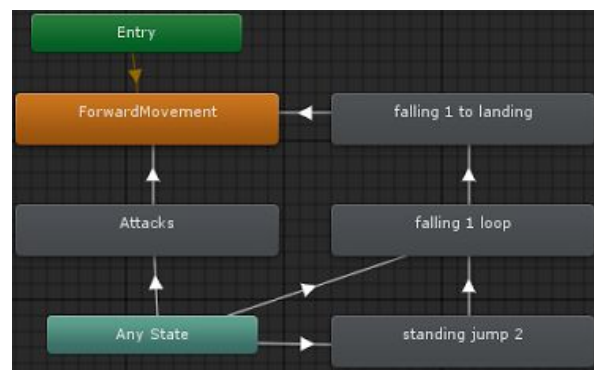 Entry
ForwardMovement
falling 1 to landing
Attacks
falling 1 loop
Any State
standing jump 2